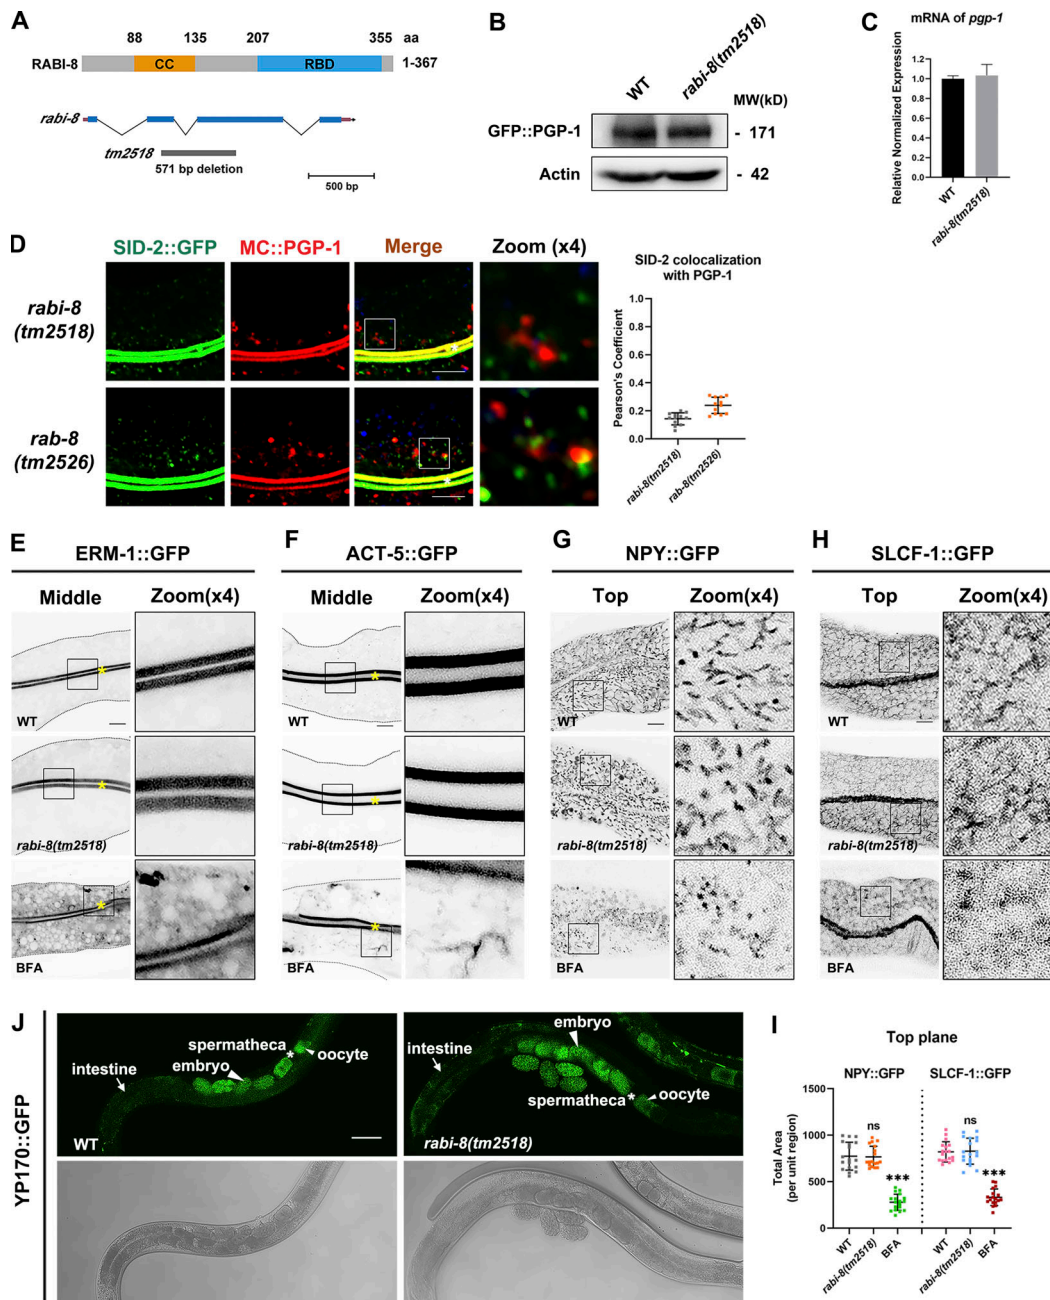 A
88 135 207 355 aa
RABI-8 CC RBD 1-367
rabi-8
tm2518
571 bp deletion
500 bp
B
WT rabi-8(tm2518)
MW(kD)
GFP::PGP-1 - 171
Actin - 42
C
mRNA of pgp-1
Relative Normalized Expression
1.2
1.0
0.8
0.6
0.4
0.2
0.0
WT rabi-8(tm2518)
D
SID-2::GFP MC::PGP-1 Merge Zoom (x4)
rabi-8
(tm2518)
rab-8
(tm2526)
SID-2 colocalization
with PGP-1
Pearson's Coefficient
1.0
0.8
0.6
0.4
0.2
0.0
rabi-8(tm2518) rab-8(tm2526)
E
ERM-1::GFP
Middle Zoom(x4)
WT
rabi-8(tm2518)
BFA
F
ACT-5::GFP
Middle Zoom(x4)
WT
rabi-8(tm2518)
BFA
G
NPY::GFP
Top Zoom(x4)
WT
rabi-8(tm2518)
BFA
H
SLCF-1::GFP
Top Zoom(x4)
WT
rabi-8(tm2518)
BFA
J
YP170::GFP
intestine
spermatheca
embryo
* oocyte
WT
intestine
embryo
spermatheca * oocyte
rabi-8(tm2518)
I
Top plane
NPY::GFP SLCF-1::GFP
Total Area
(per unit region)
1500
1000
500
0
ns
***
ns
***
WT rabi-8(tm2518) BFA WT rabi-8(tm2518) BFA